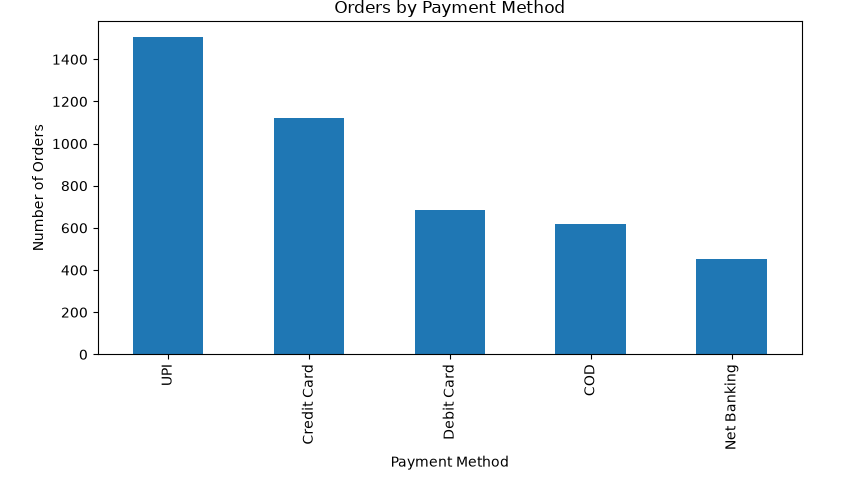 Orders by Payment Method
Number of Orders
1400
1200
1000
800
600
400
200
0
UPI
Credit Card
Debit Card
COD
Net Banking
Payment Method